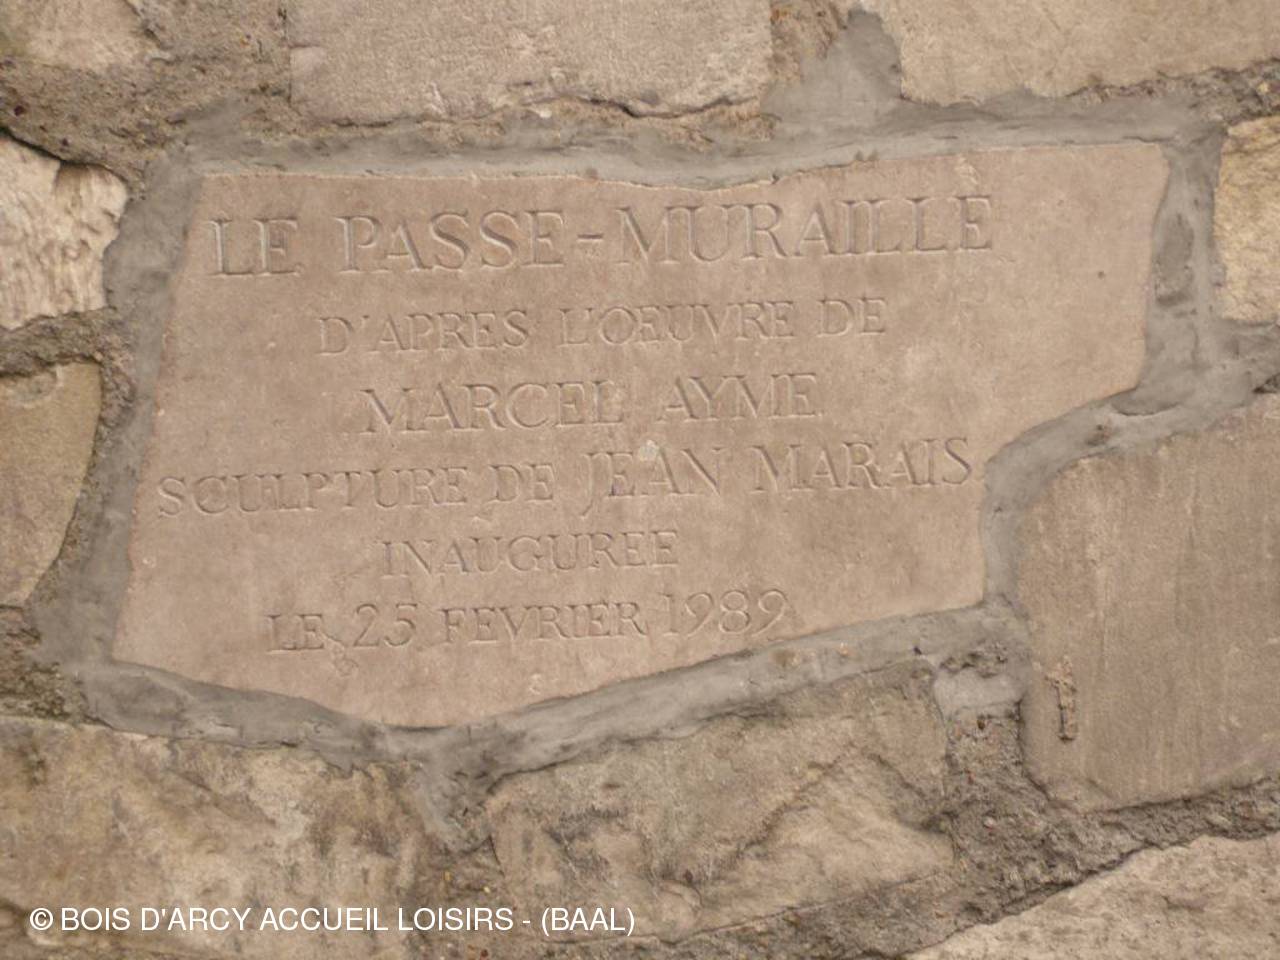 LE PASSE-MURAILLE
D'APRES L'OEUVRE DE
MARCEL AYME
SCULPTURE DE JEAN MARAIS
INAUGUREE
LE 25 FEVRIER 1989
© BOIS D'ARCY ACCUEIL LOISIRS - (BAAL)